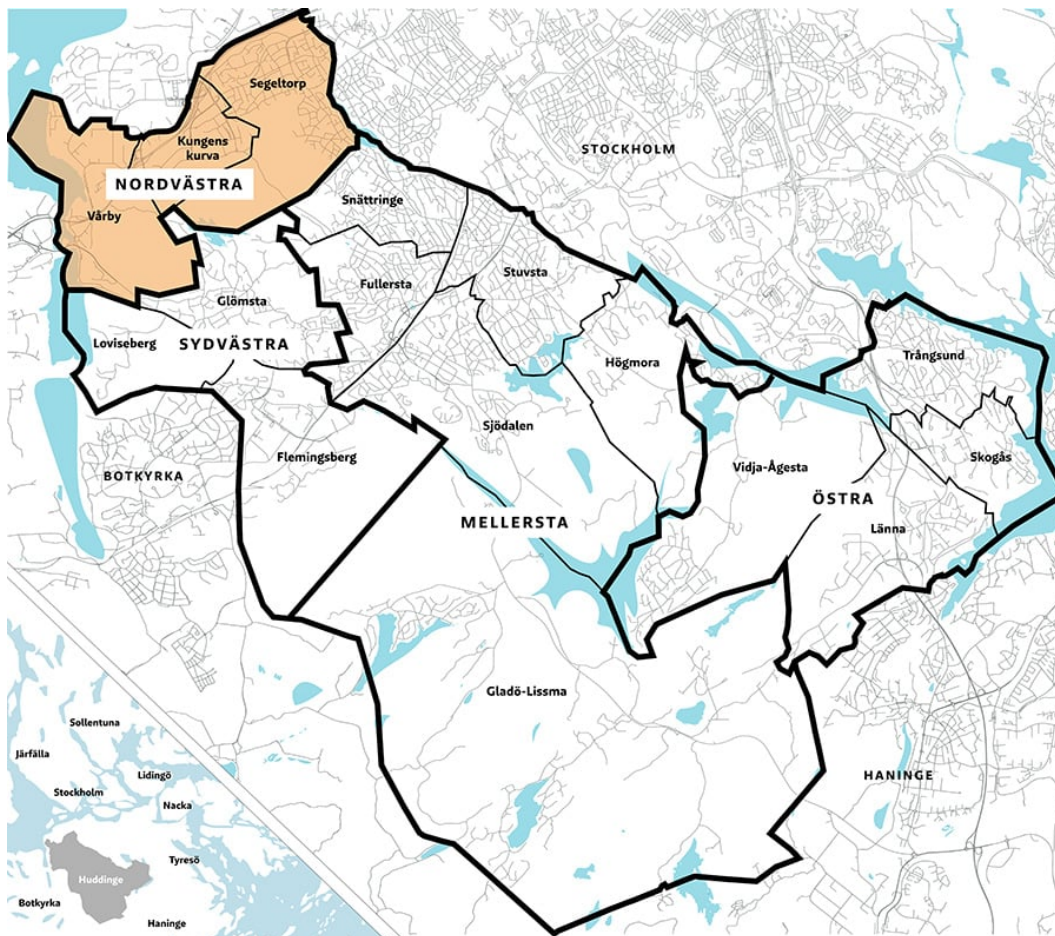 Segeltorp
Kungens
kurva
STOCKHOLM
NORDVÄSTRA
Snättringe
Vårby
Stuvsta
Fullersta
Glömsta
Loviseberg
SYDVÄSTRA
Högmora
Trångsund
Sjödalen
Flemingsberg
Skogås
Vidja-Ågesta
BOTKYRKA
ÖSTRA
MELLERSTA
Länna
Gladö-Lissma
HANINGE
Sollentuna
Järfälla
Lidingö
Stockholm
Nacka
Tyresö
Huddinge
Botkyrka
Haninge